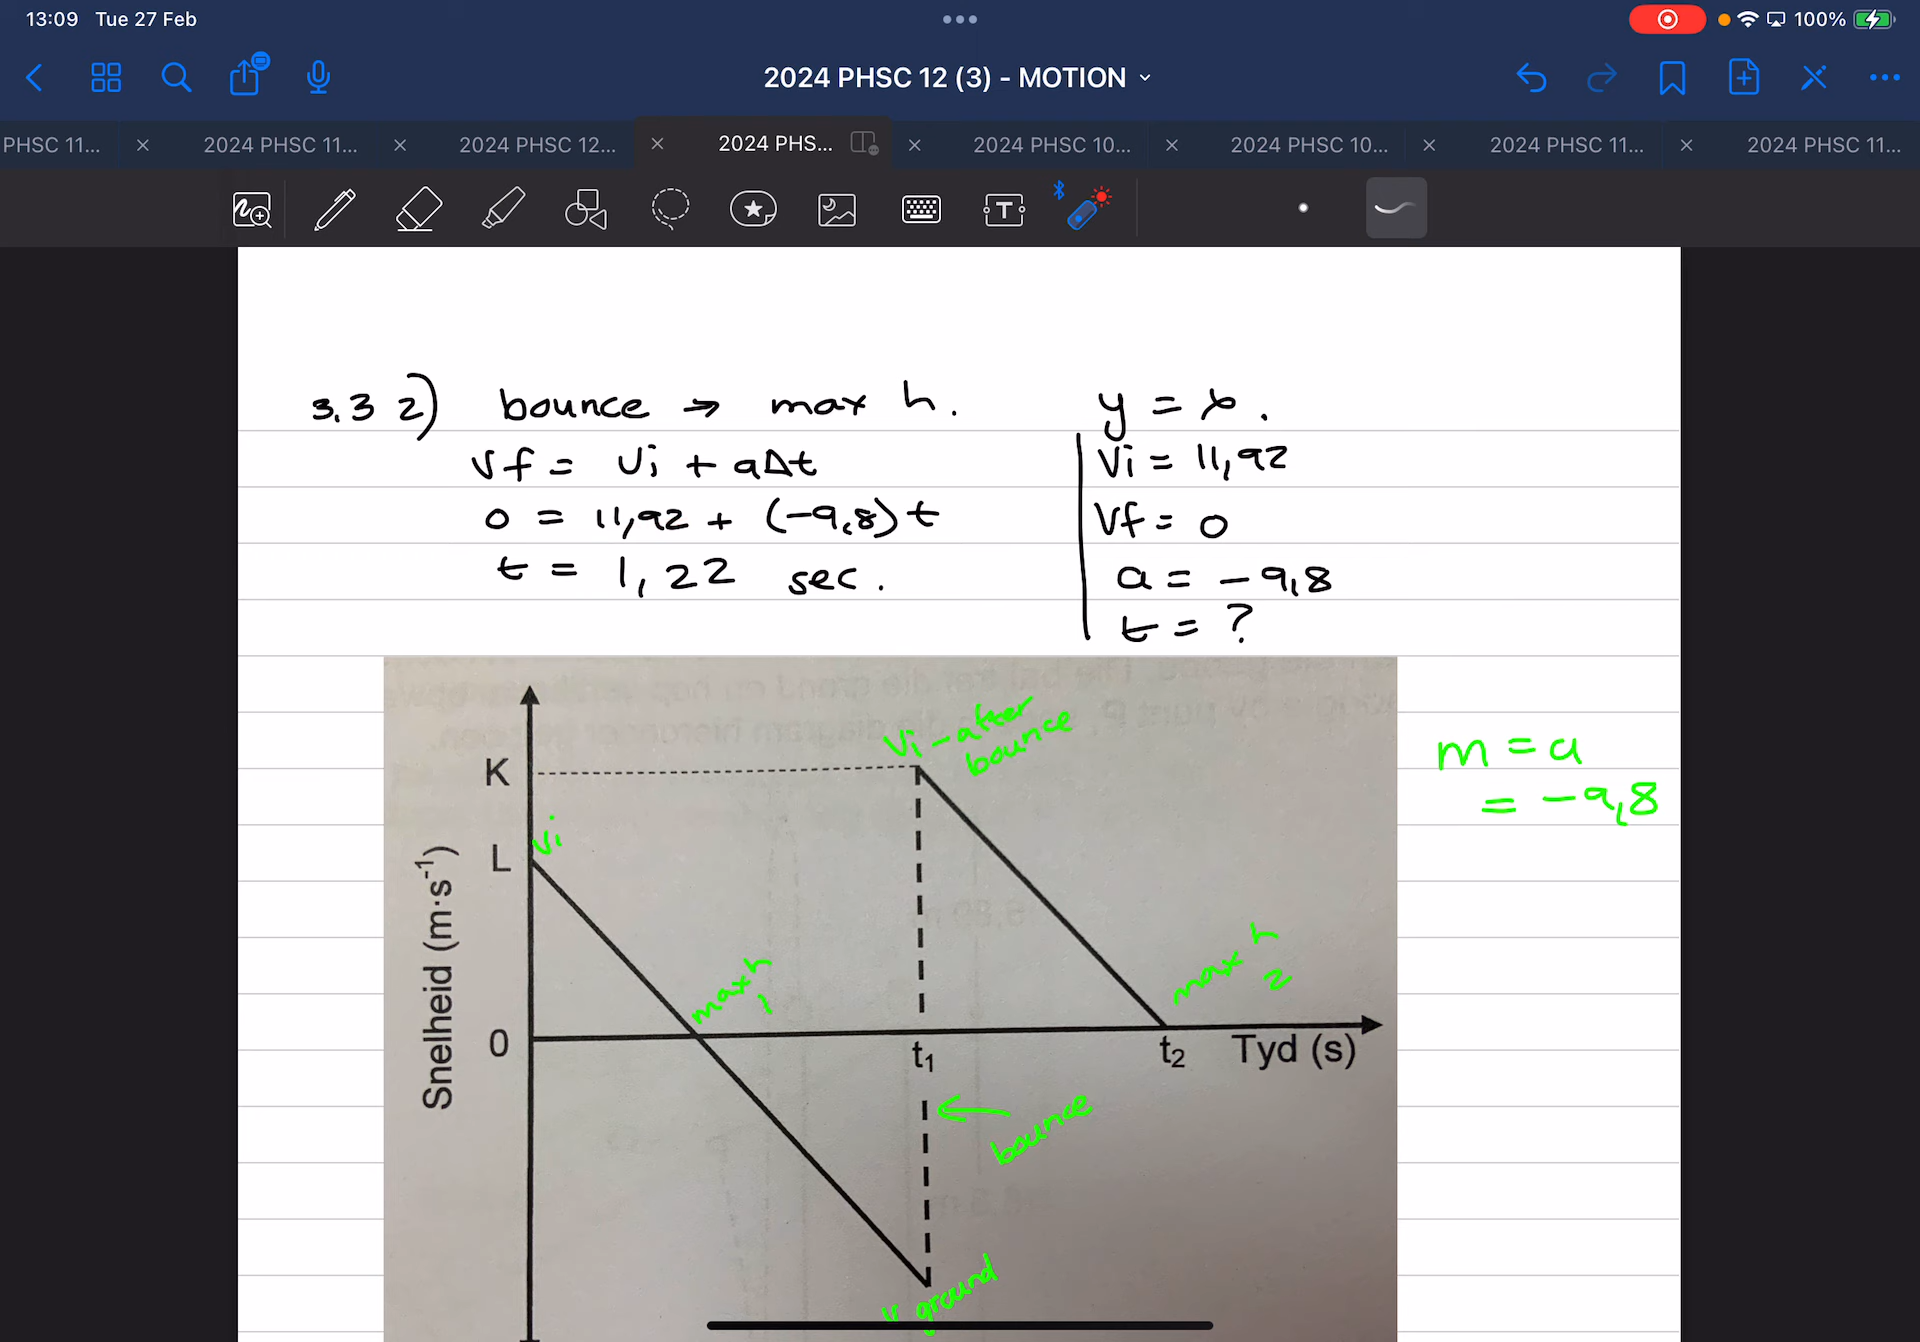 13:09 Tue 27 Feb
100%
2024 PHSC 12 (3) - MOTION
PHSC 11...
2024 PHSC 11...
2024 PHSC 12...
2024 PHS...
2024 PHSC 10...
2024 PHSC 10...
2024 PHSC 11...
2024 PHSC 11...
3.3 2) bounce → max h. y = x.
vf = vi + aΔt
vi = 11,92
0 = 11,92 + (-9,8)t
vf = 0
t = 1,22 sec.
a = -9,8
t = ?
vi - after bounce
K
m = a
= -9,8
vi
L
Snelheid (m·s⁻¹)
max h 1
max h 2
0
t₁
t₂
Tyd (s)
bounce
v ground